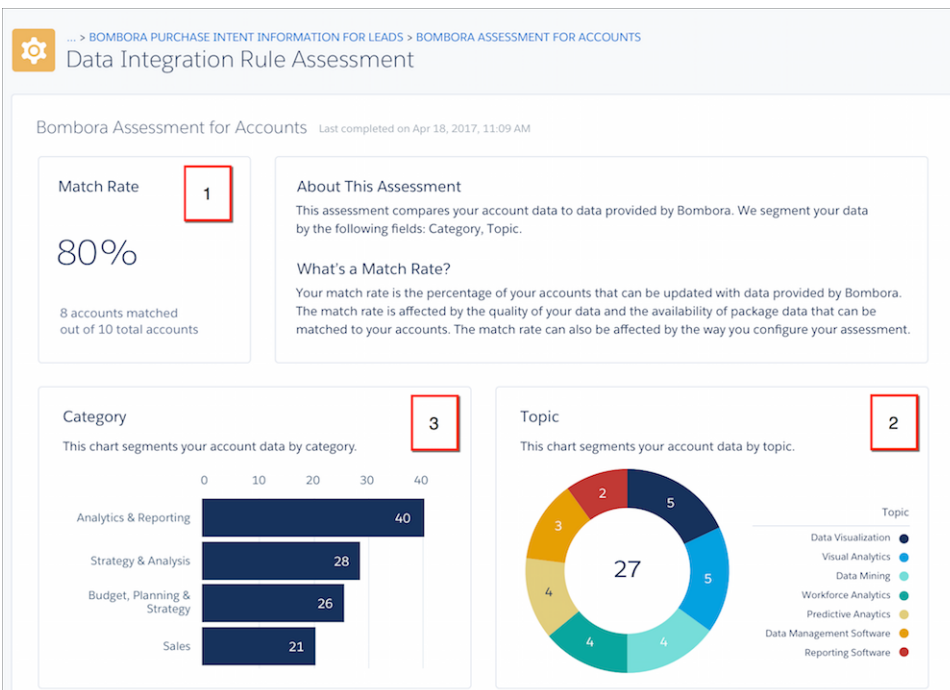 ... > BOMBORA PURCHASE INTENT INFORMATION FOR LEADS > BOMBORA ASSESSMENT FOR ACCOUNTS
Data Integration Rule Assessment
Bombora Assessment for Accounts Last completed on Apr 18, 2017, 11:09 AM
Match Rate
1
80%
8 accounts matched
out of 10 total accounts
About This Assessment
This assessment compares your account data to data provided by Bombora. We segment your data
by the following fields: Category, Topic.
What's a Match Rate?
Your match rate is the percentage of your accounts that can be updated with data provided by Bombora.
The match rate is affected by the quality of your data and the availability of package data that can be
matched to your accounts. The match rate can also be affected by the way you configure your assessment.
Category
3
This chart segments your account data by category.
0 10 20 30 40
Analytics & Reporting 40
Strategy & Analysis 28
Budget, Planning &
Strategy 26
Sales 21
Topic
2
This chart segments your account data by topic.
5
5
4
4
4
3
2
27
Topic
Data Visualization
Visual Analytics
Data Mining
Workforce Analytics
Predictive Anaytics
Data Management Software
Reporting Software